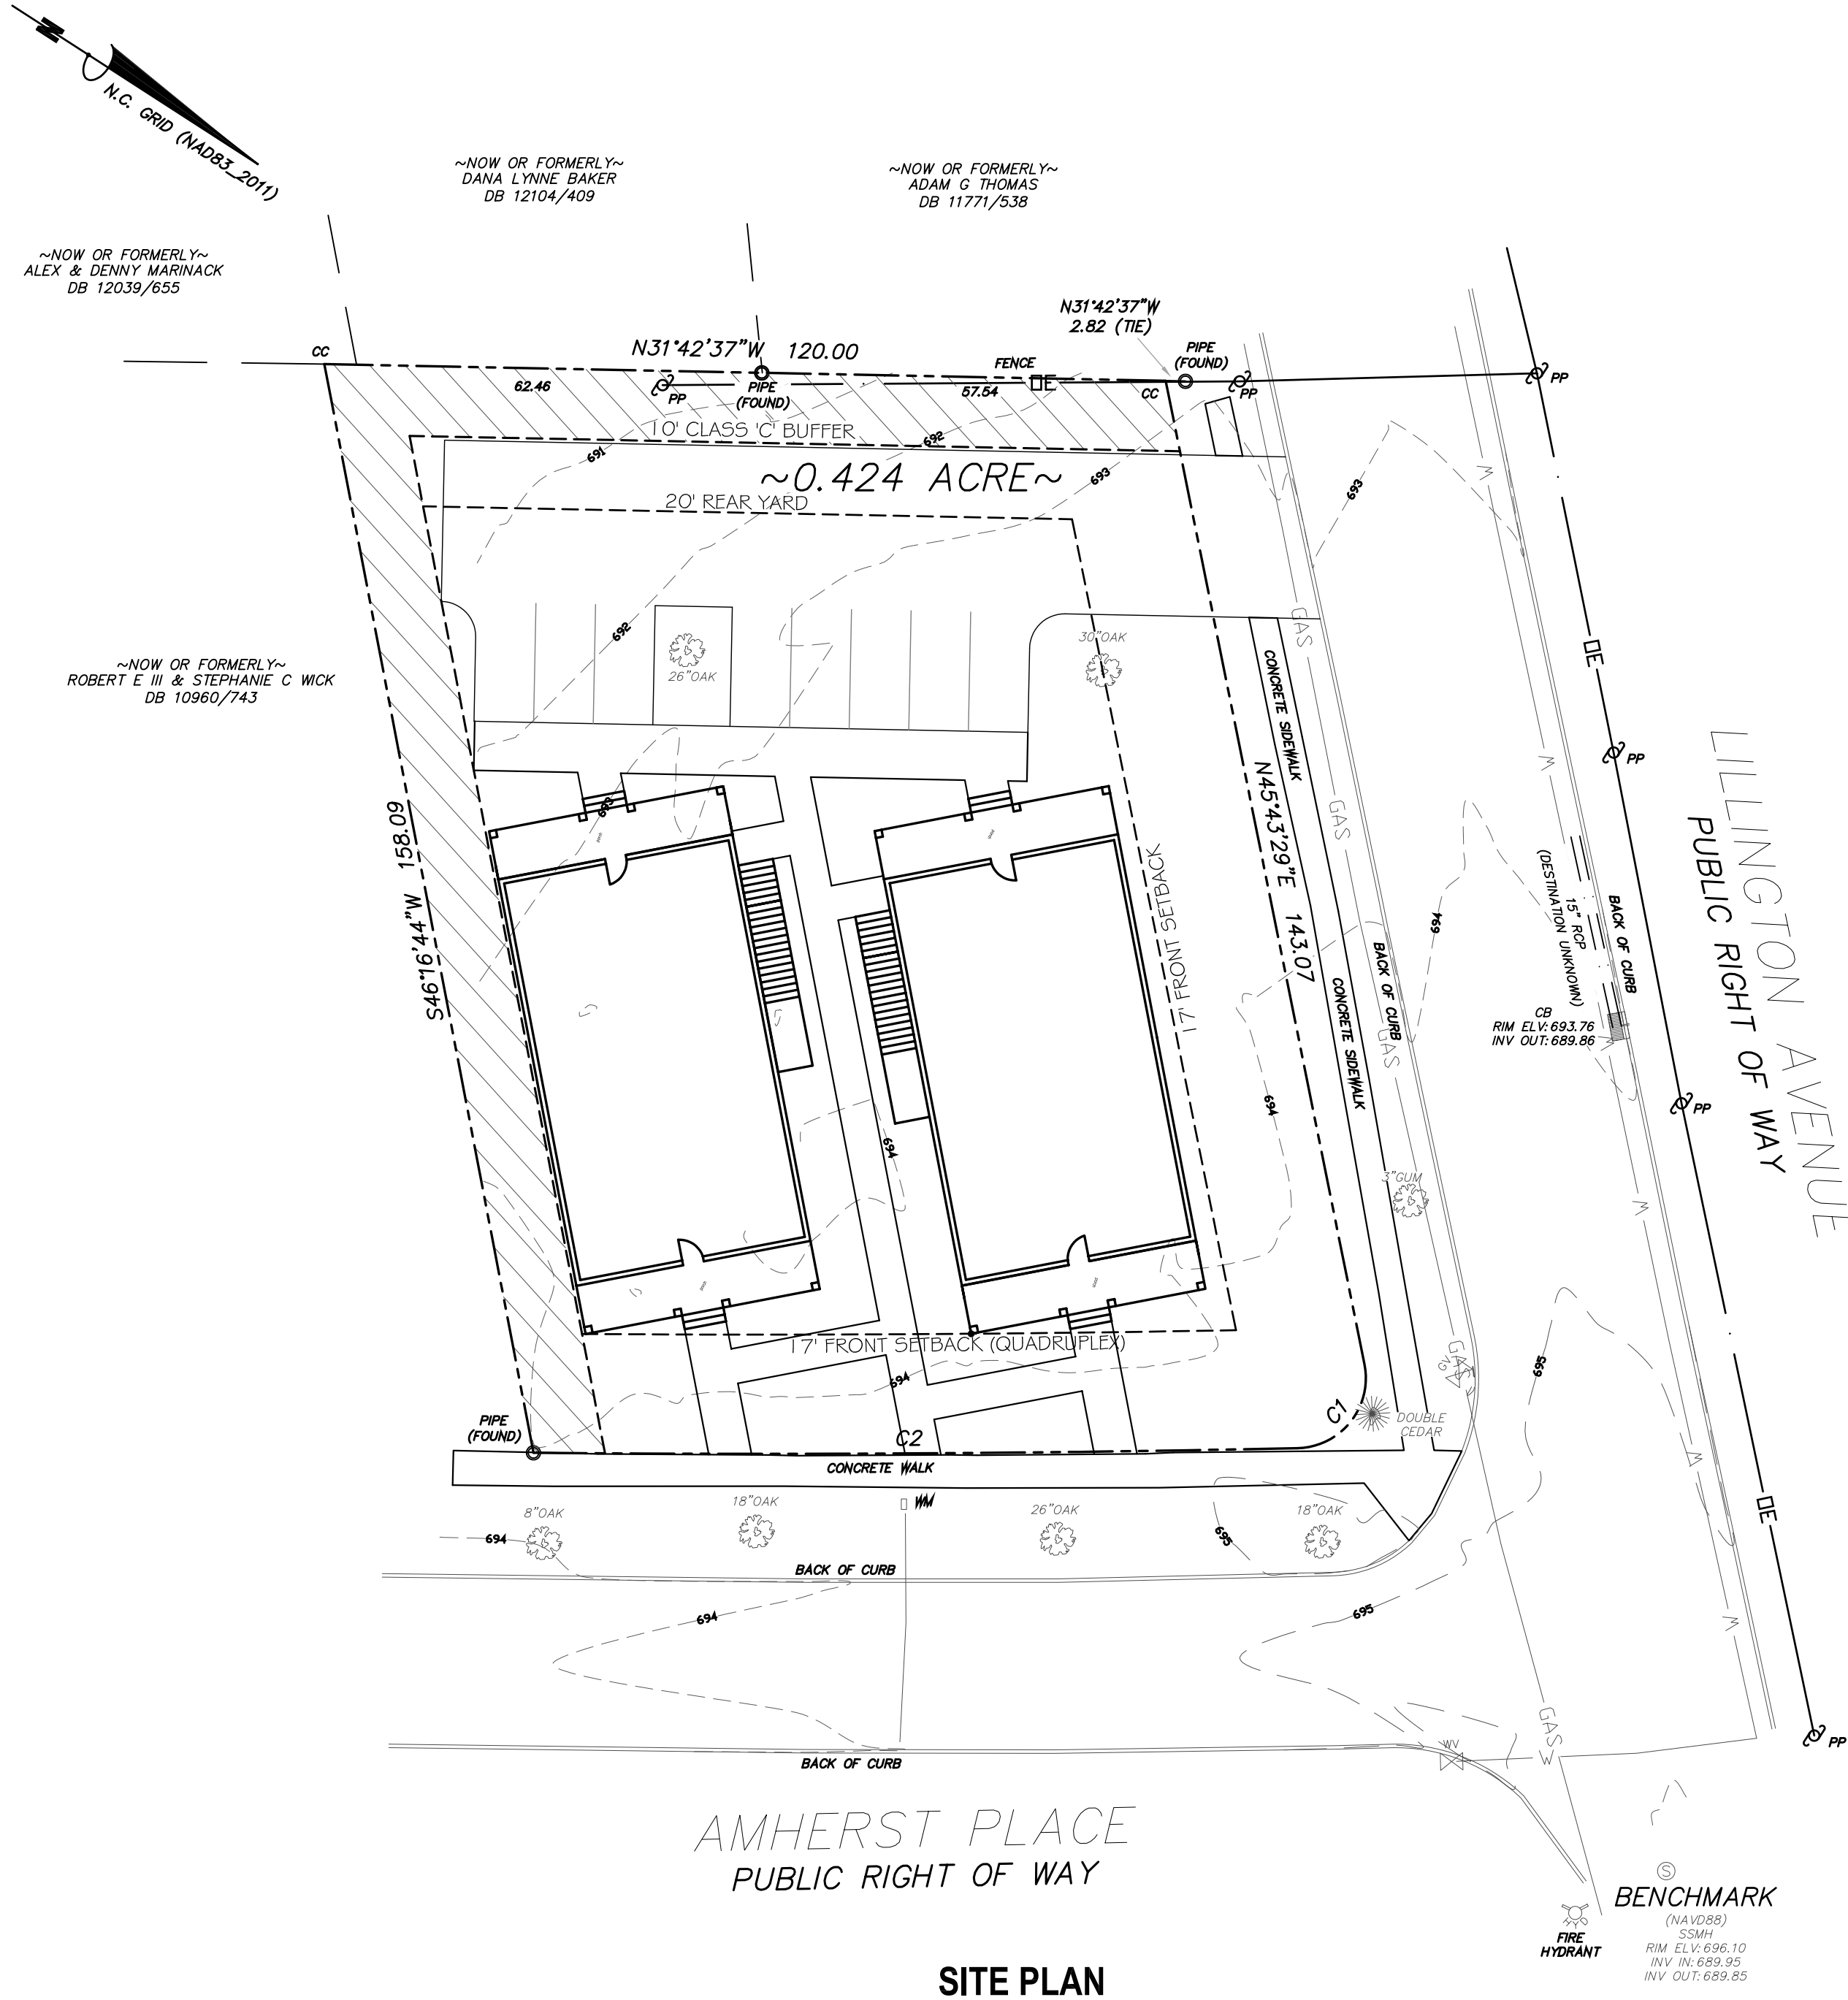 N
N.C. GRID (NAD83_2011)
~NOW OR FORMERLY~
DANA LYNNE BAKER
DB 12104/409
~NOW OR FORMERLY~
ADAM G THOMAS
DB 11771/538
~NOW OR FORMERLY~
ALEX & DENNY MARINACK
DB 12039/655
N31°42'37"W
2.82 (TIE)
CC
N31°42'37"W 120.00
FENCE
PIPE
(FOUND)
62.46
PP
PIPE
(FOUND)
57.54
OE
CC
PP
PP
10' CLASS 'C' BUFFER
691
692
~0.424 ACRE~
693
693
20' REAR YARD
692
26"OAK
30"OAK
GAS
OE
~NOW OR FORMERLY~
ROBERT E III & STEPHANIE C WICK
DB 10960/743
CONCRETE SIDEWALK
W
W
PP
693
S46°16'44"W 158.09
N45°43'29"E 143.07
GAS
17' FRONT SETBACK
694
BACK OF CURB
CONCRETE SIDEWALK
GAS
15" RCP
(DESTINATION UNKNOWN)
BACK OF CURB
CB
RIM ELV: 693.76
INV OUT: 689.86
W
LILLINGTON AVENUE
PUBLIC RIGHT OF WAY
694
694
PP
3"GUM
W
17' FRONT SETBACK (QUADRUPLEX)
694
GAS
GV
695
PIPE
(FOUND)
C2
C1
DOUBLE
CEDAR
CONCRETE WALK
W
8"OAK
18"OAK
WM
26"OAK
18"OAK
OE
694
695
BACK OF CURB
694
695
W
GAS
PP
BACK OF CURB
WV
W
AMHERST PLACE
PUBLIC RIGHT OF WAY
S
BENCHMARK
(NAVD88)
SSMH
RIM ELV: 696.10
INV IN: 689.95
INV OUT: 689.85
FIRE
HYDRANT
SITE PLAN